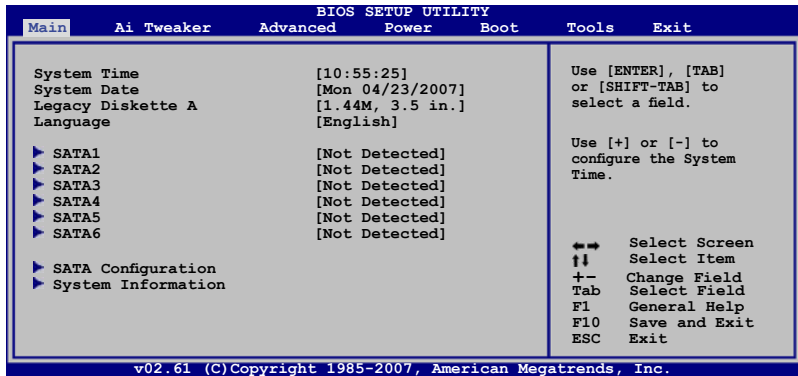 BIOS SETUP UTILITY
Main Ai Tweaker Advanced Power Boot Tools Exit
System Time [10:55:25]
System Date [Mon 04/23/2007]
Legacy Diskette A [1.44M, 3.5 in.]
Language [English]
SATA1 [Not Detected]
SATA2 [Not Detected]
SATA3 [Not Detected]
SATA4 [Not Detected]
SATA5 [Not Detected]
SATA6 [Not Detected]
SATA Configuration
System Information
Use [ENTER], [TAB]
or [SHIFT-TAB] to
select a field.
Use [+] or [-] to
configure the System
Time.
←→ Select Screen
↑↓ Select Item
+- Change Field
Tab Select Field
F1 General Help
F10 Save and Exit
ESC Exit
v02.61 (C)Copyright 1985-2007, American Megatrends, Inc.